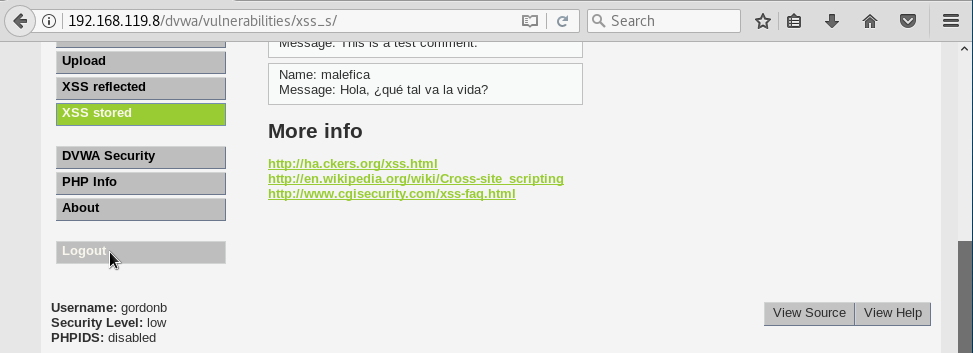 192.168.119.8/dvwa/vulnerabilities/xss_s/
Search
Message: This is a test comment.
Upload
XSS reflected
XSS stored
DVWA Security
PHP Info
About
Logout
Name: malefica
Message: Hola, ¿qué tal va la vida?
More info
http://ha.ckers.org/xss.html
http://en.wikipedia.org/wiki/Cross-site_scripting
http://www.cgisecurity.com/xss-faq.html
Username: gordonb
Security Level: low
PHPIDS: disabled
View Source View Help